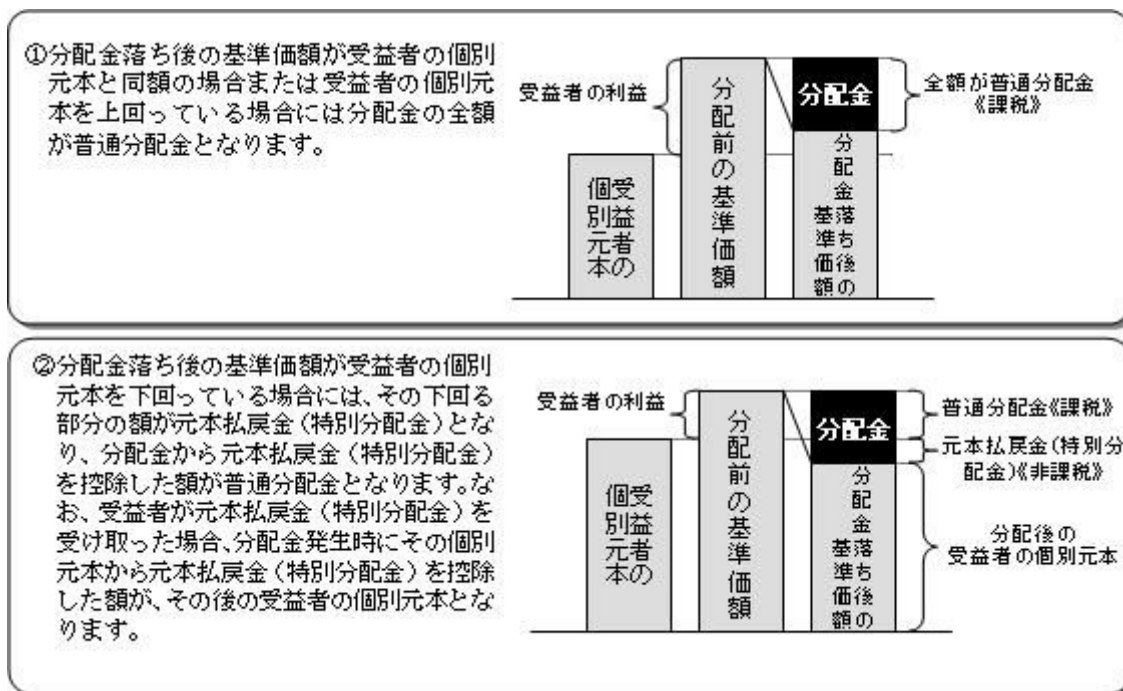 ①分配金落ち後の基準価額が受益者の個別
元本と同額の場合または受益者の個別元
本を上回っている場合には分配金の全額
が普通分配金となります。
受益者の利益
個別元本
受益者の
分配前の基準価額
分配金
分配金落ち後の
基準価額
全額が普通分配金
《課税》
②分配金落ち後の基準価額が受益者の個別
元本を下回っている場合には、その下回る
部分の額が元本払戻金(特別分配金)とな
り、分配金から元本払戻金(特別分配金)
を控除した額が普通分配金となります。な
お、受益者が元本払戻金(特別分配金)を
受け取った場合、分配金発生時にその個別
元本から元本払戻金(特別分配金)を控除
した額が、その後の受益者の個別元本とな
ります。
受益者の利益
受益者の
個別元本
分配前の基準価額
分配金
分配金落ち後の
基準価額
普通分配金《課税》
元本払戻金(特別分
配金)《非課税》
分配後の
受益者の個別元本